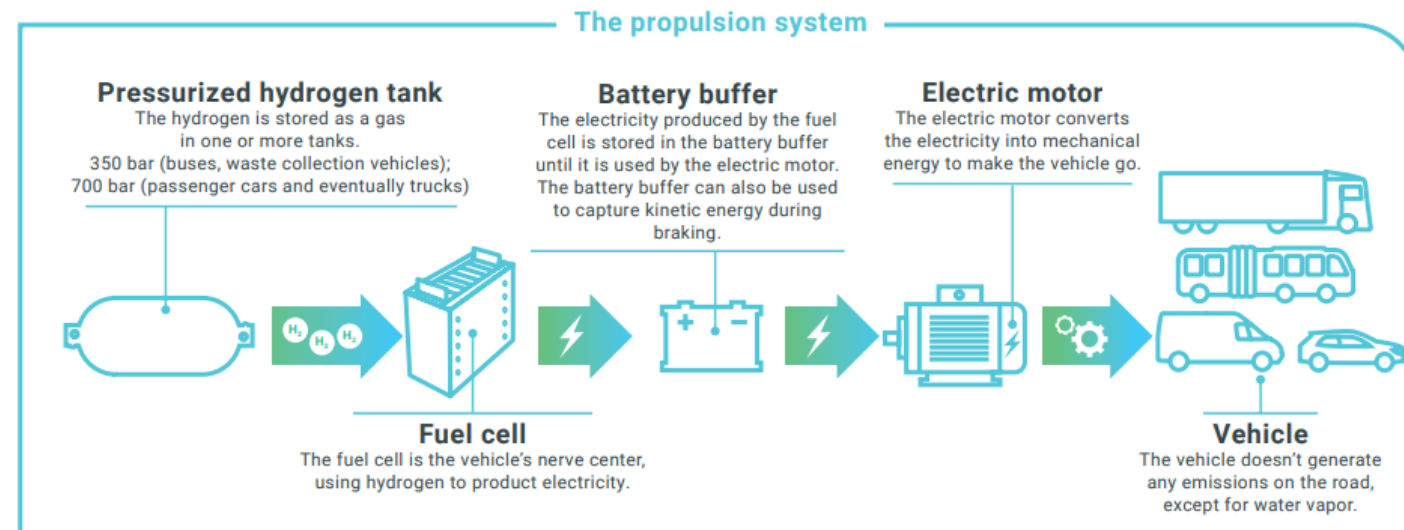 The propulsion system
Pressurized hydrogen tank
The hydrogen is stored as a gas
in one or more tanks.
350 bar (buses, waste collection vehicles);
700 bar (passenger cars and eventually trucks)
Battery buffer
The electricity produced by the fuel
cell is stored in the battery buffer
until it is used by the electric motor.
The battery buffer can also be used
to capture kinetic energy during
braking.
Electric motor
The electric motor converts
the electricity into mechanical
energy to make the vehicle go.
H₂ H₂ H₂
+ −
Fuel cell
The fuel cell is the vehicle’s nerve center,
using hydrogen to product electricity.
Vehicle
The vehicle doesn’t generate
any emissions on the road,
except for water vapor.